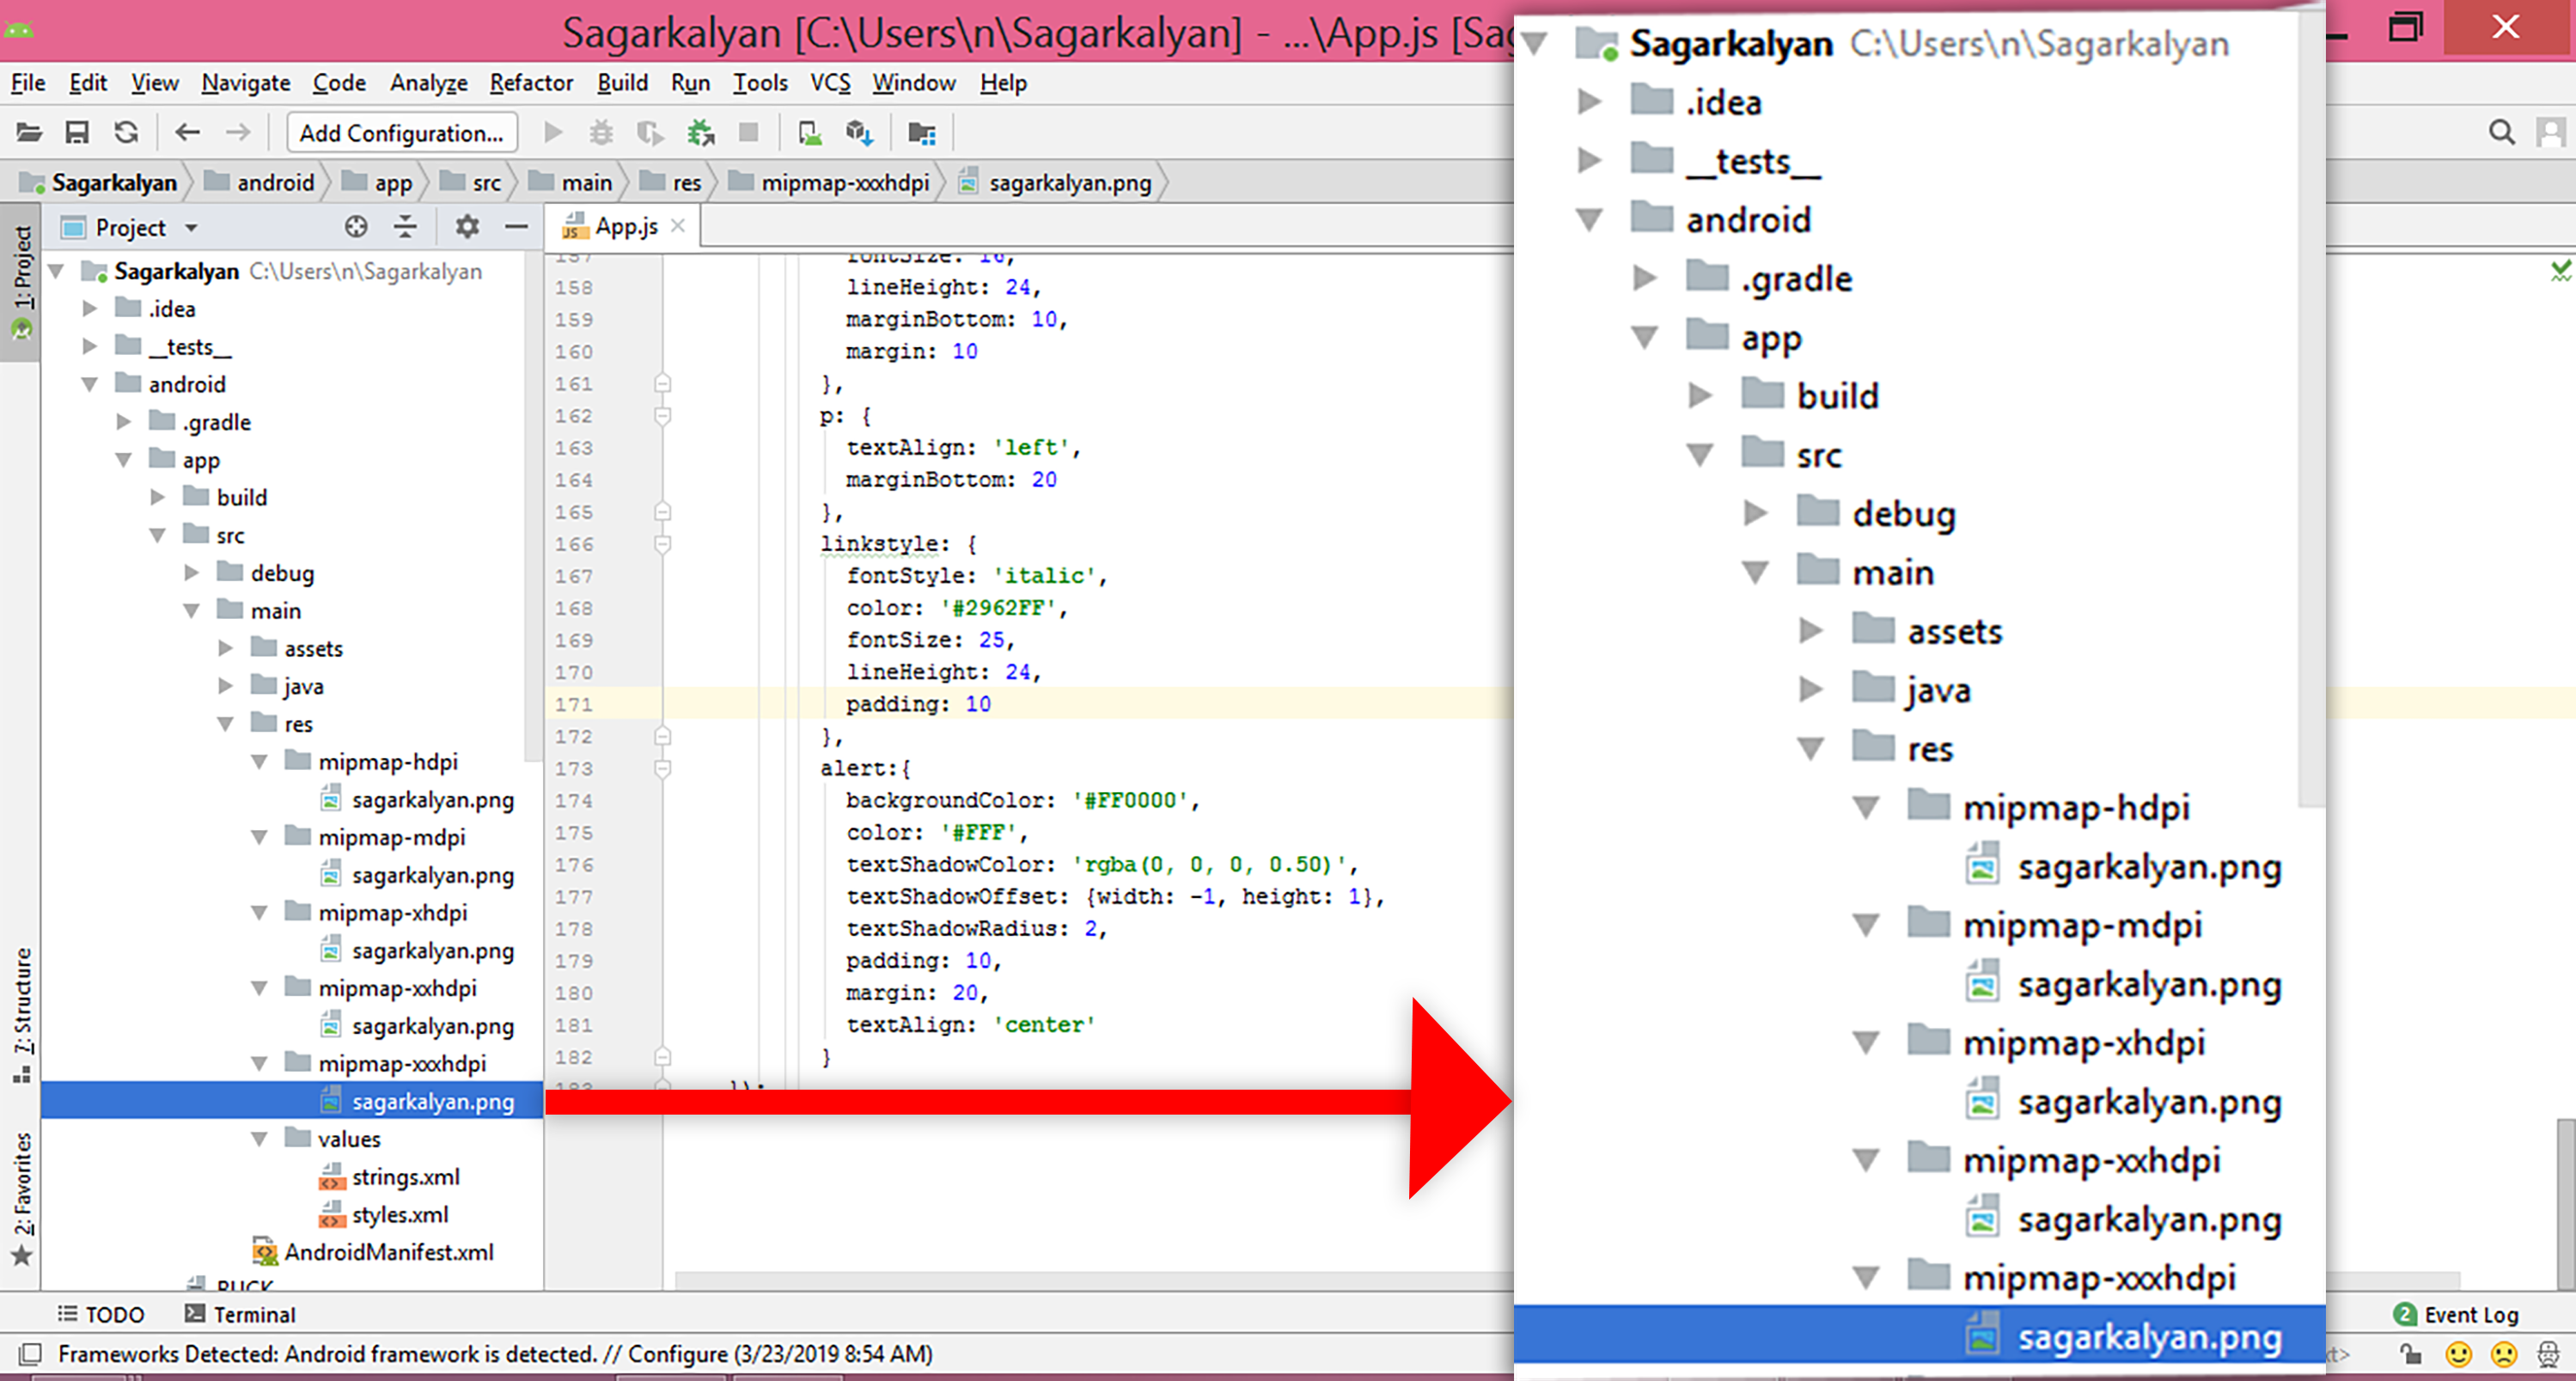 Sagarkalyan [C:\Users\n\Sagarkalyan] - ...\App.js [Sag
File Edit View Navigate Code Analyze Refactor Build Run Tools VCS Window Help
Add Configuration...
Sagarkalyan android app src main res mipmap-xxxhdpi sagarkalyan.png
1: Project
7: Structure
2: Favorites
Project
Sagarkalyan C:\Users\n\Sagarkalyan
.idea
__tests__
android
.gradle
app
build
src
debug
main
assets
java
res
mipmap-hdpi
sagarkalyan.png
mipmap-mdpi
sagarkalyan.png
mipmap-xhdpi
sagarkalyan.png
mipmap-xxhdpi
sagarkalyan.png
mipmap-xxxhdpi
sagarkalyan.png
values
strings.xml
styles.xml
AndroidManifest.xml
BUCK
JS App.js
157 fontSize: 16,
158 lineHeight: 24,
159 marginBottom: 10,
160 margin: 10
161 },
162 p: {
163 textAlign: 'left',
164 marginBottom: 20
165 },
166 linkstyle: {
167 fontStyle: 'italic',
168 color: '#2962FF',
169 fontSize: 25,
170 lineHeight: 24,
171 padding: 10
172 },
173 alert:{
174 backgroundColor: '#FF0000',
175 color: '#FFF',
176 textShadowColor: 'rgba(0, 0, 0, 0.50)',
177 textShadowOffset: {width: -1, height: 1},
178 textShadowRadius: 2,
179 padding: 10,
180 margin: 20,
181 textAlign: 'center'
182 }
183 });
Sagarkalyan C:\Users\n\Sagarkalyan
.idea
__tests__
android
.gradle
app
build
src
debug
main
assets
java
res
mipmap-hdpi
sagarkalyan.png
mipmap-mdpi
sagarkalyan.png
mipmap-xhdpi
sagarkalyan.png
mipmap-xxhdpi
sagarkalyan.png
mipmap-xxxhdpi
sagarkalyan.png
TODO Terminal
2 Event Log
Frameworks Detected: Android framework is detected. // Configure (3/23/2019 8:54 AM)